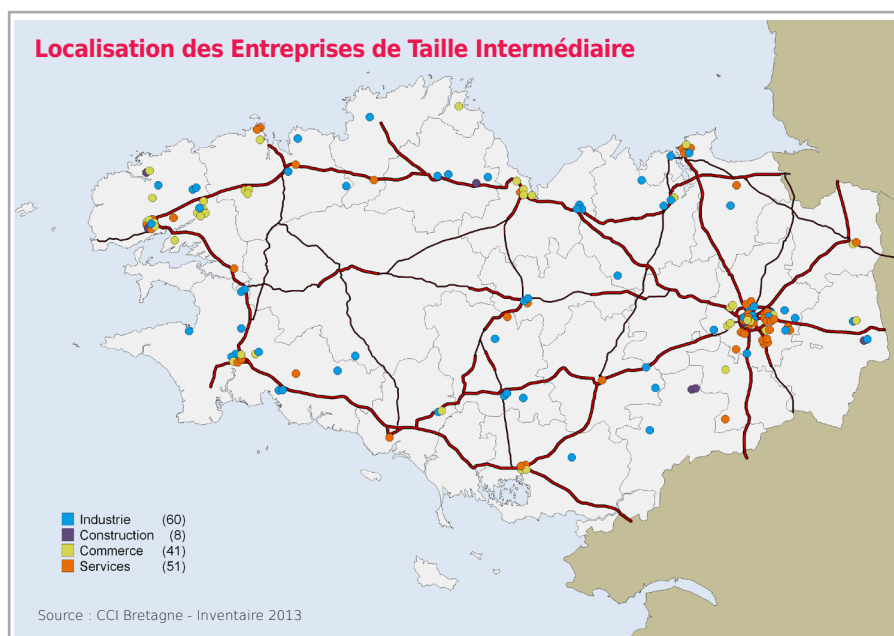 Localisation des Entreprises de Taille Intermédiaire
Industrie (60)
Construction (8)
Commerce (41)
Services (51)
Source : CCI Bretagne - Inventaire 2013